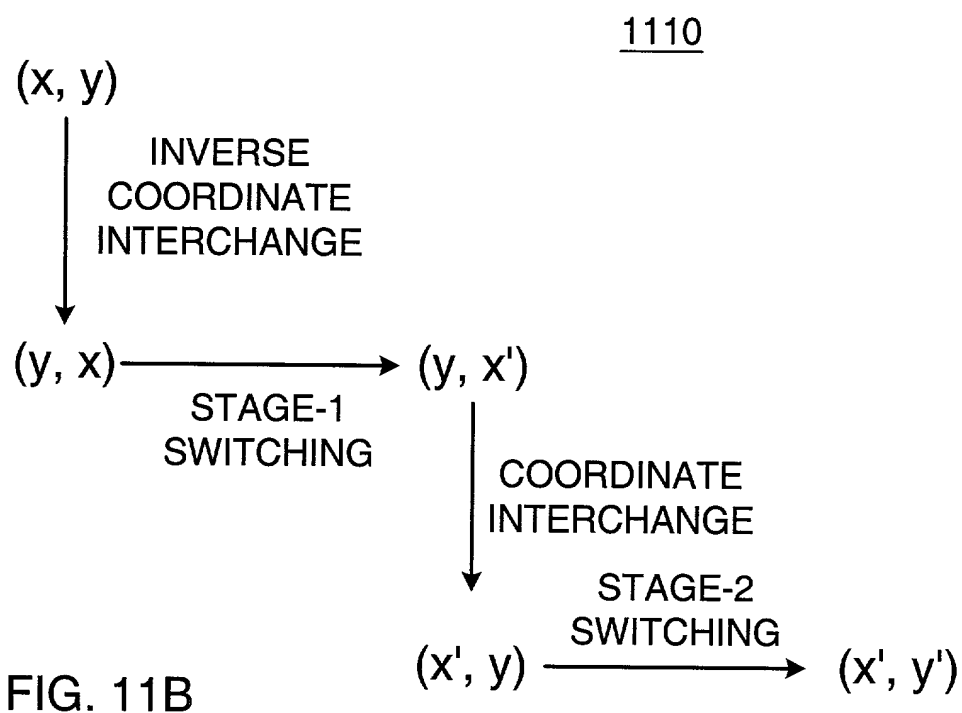 1110
(x, y)
INVERSE
COORDINATE
INTERCHANGE
(y, x)
(y, x')
STAGE-1
SWITCHING
COORDINATE
INTERCHANGE
STAGE-2
SWITCHING
(x', y)
(x', y')
FIG. 11B